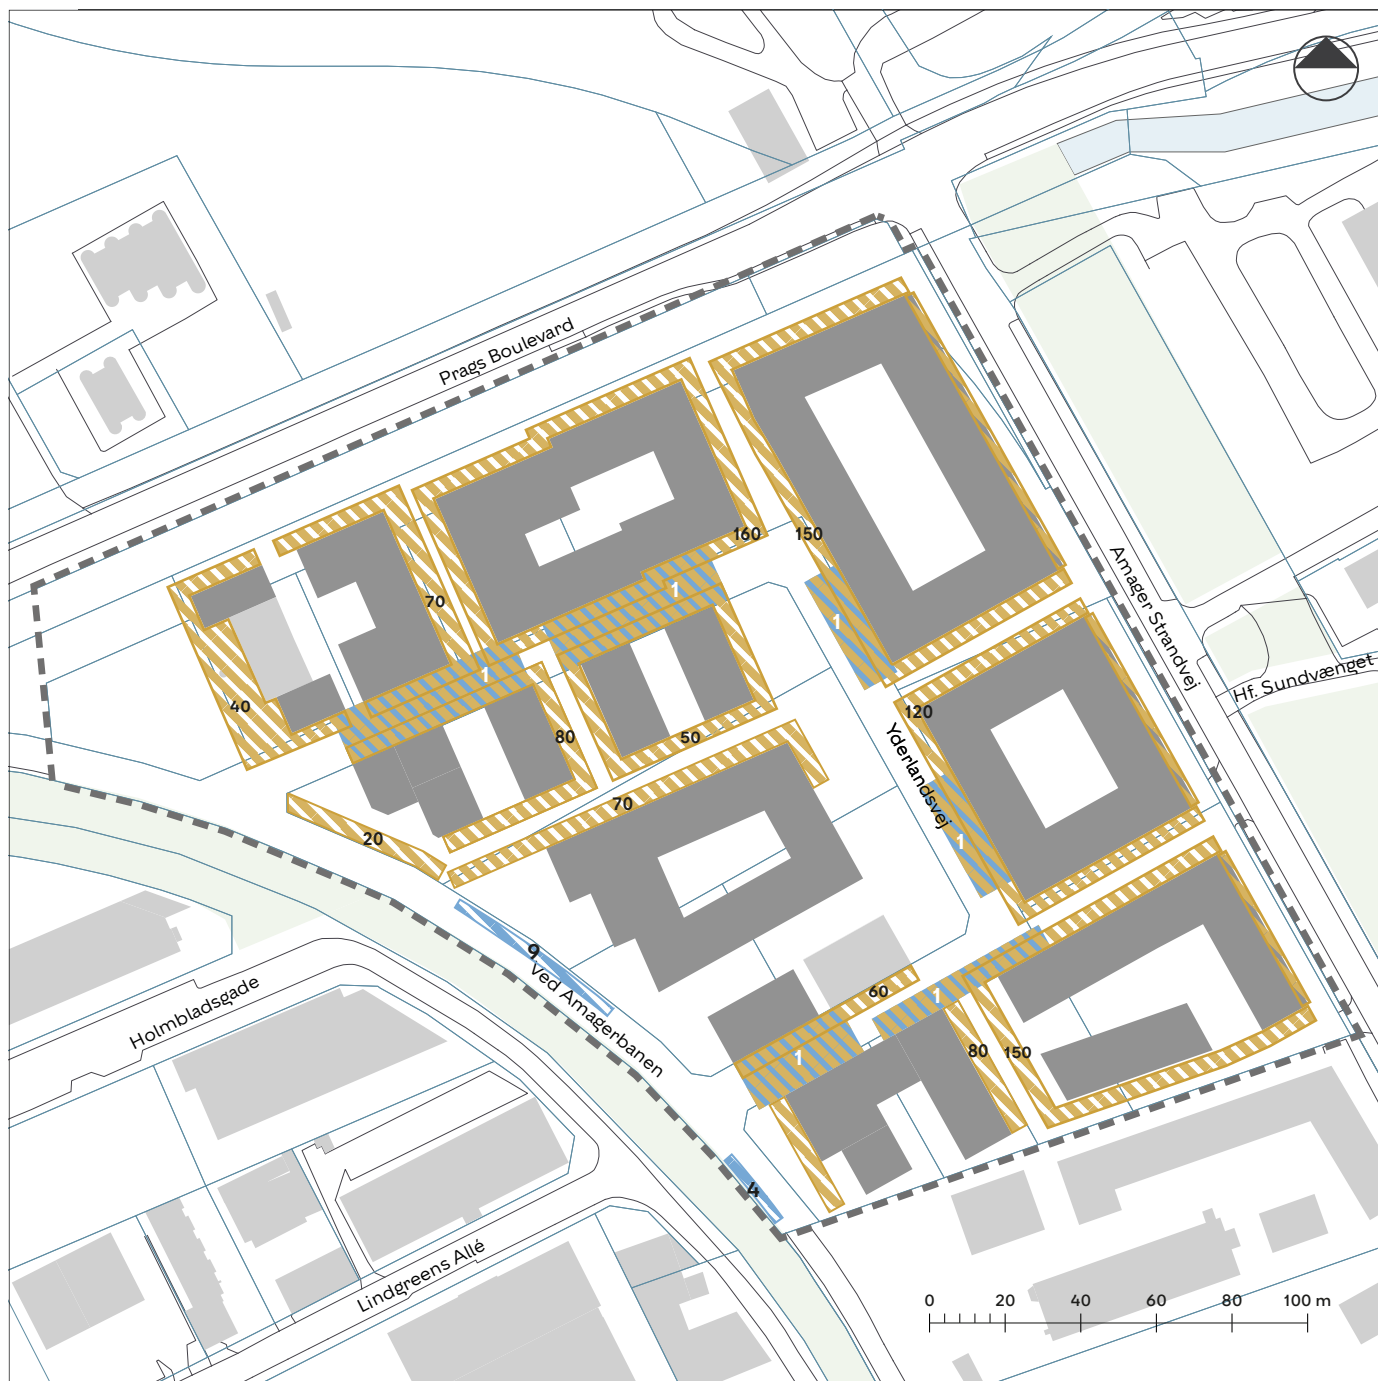 Prags Boulevard
160
150
1
70
1
Amager Strandvej
1
Hf. Sundvænget
40
80
50
120
Yderlandsvej
70
20
1
9
Ved Amagerbanen
60
1
Holmbladsgade
1
80
150
4
Lindgreens Allé
0 20 40 60 80 100 m